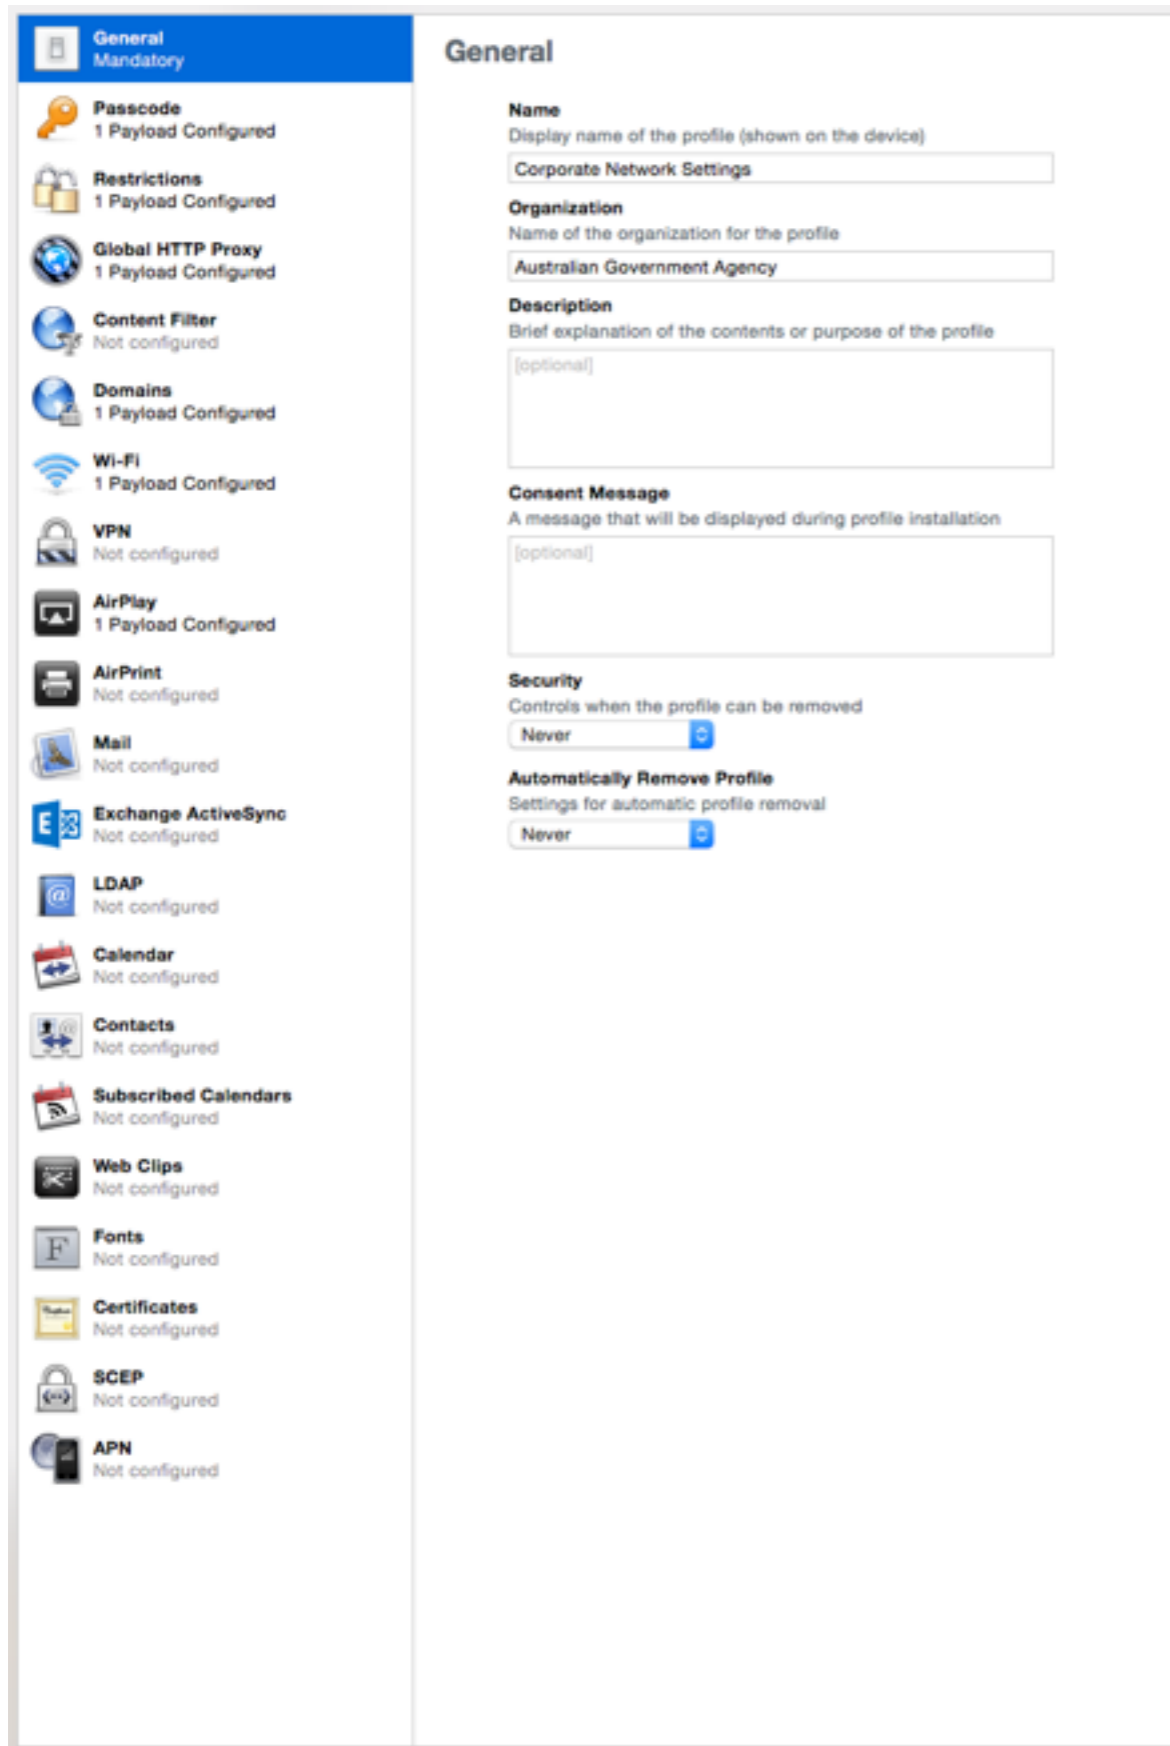 General
Mandatory
Passcode
1 Payload Configured
Restrictions
1 Payload Configured
Global HTTP Proxy
1 Payload Configured
Content Filter
Not configured
Domains
1 Payload Configured
Wi-Fi
1 Payload Configured
VPN
Not configured
AirPlay
1 Payload Configured
AirPrint
Not configured
Mail
Not configured
Exchange ActiveSync
Not configured
LDAP
Not configured
Calendar
Not configured
Contacts
Not configured
Subscribed Calendars
Not configured
Web Clips
Not configured
Fonts
Not configured
Certificates
Not configured
SCEP
Not configured
APN
Not configured
General
Name
Display name of the profile (shown on the device)
Corporate Network Settings
Organization
Name of the organization for the profile
Australian Government Agency
Description
Brief explanation of the contents or purpose of the profile
[optional]
Consent Message
A message that will be displayed during profile installation
[optional]
Security
Controls when the profile can be removed
Never
Automatically Remove Profile
Settings for automatic profile removal
Never